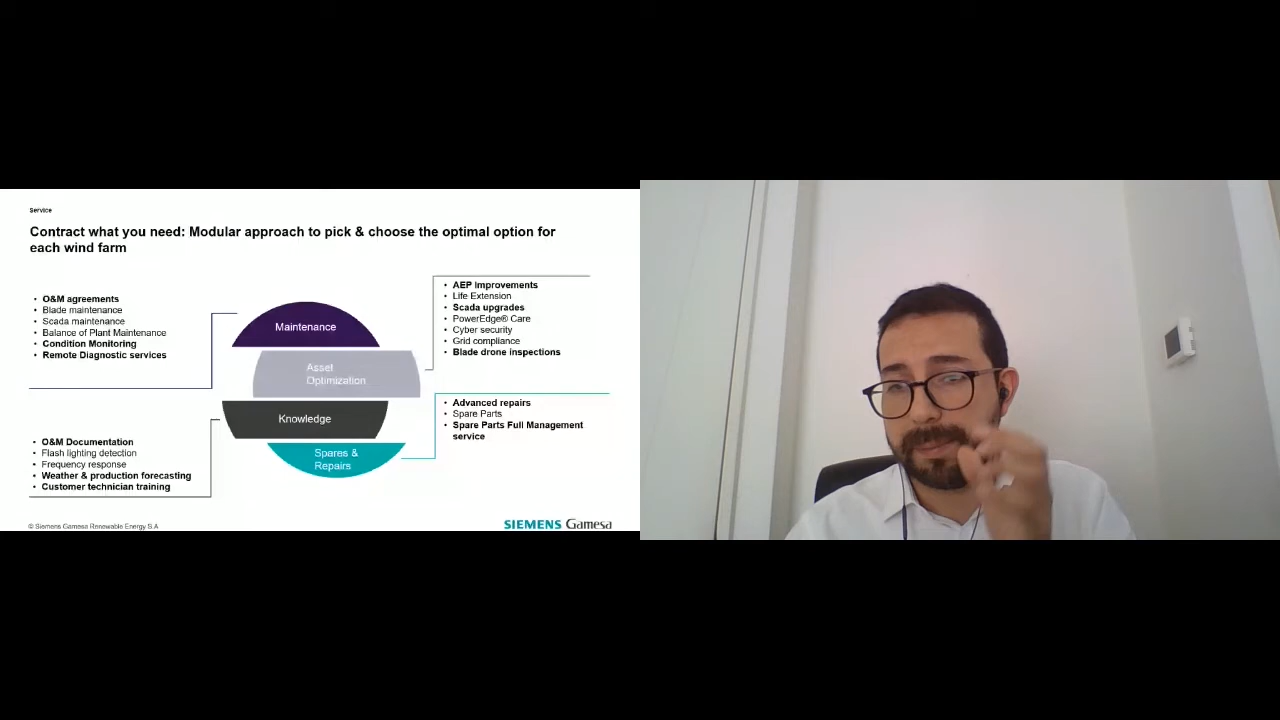 Service
Contract what you need: Modular approach to pick & choose the optimal option for
each wind farm
• O&M agreements
• Blade maintenance
• Scada maintenance
• Balance of Plant Maintenance
• Condition Monitoring
• Remote Diagnostic services
Maintenance
Asset
Optimization
Knowledge
Spares &
Repairs
• AEP Improvements
• Life Extension
• Scada upgrades
• PowerEdge® Care
• Cyber security
• Grid compliance
• Blade drone inspections
• O&M Documentation
• Flash lighting detection
• Frequency response
• Weather & production forecasting
• Customer technician training
• Advanced repairs
• Spare Parts
• Spare Parts Full Management
service
© Siemens Gamesa Renewable Energy S.A
SIEMENS Gamesa